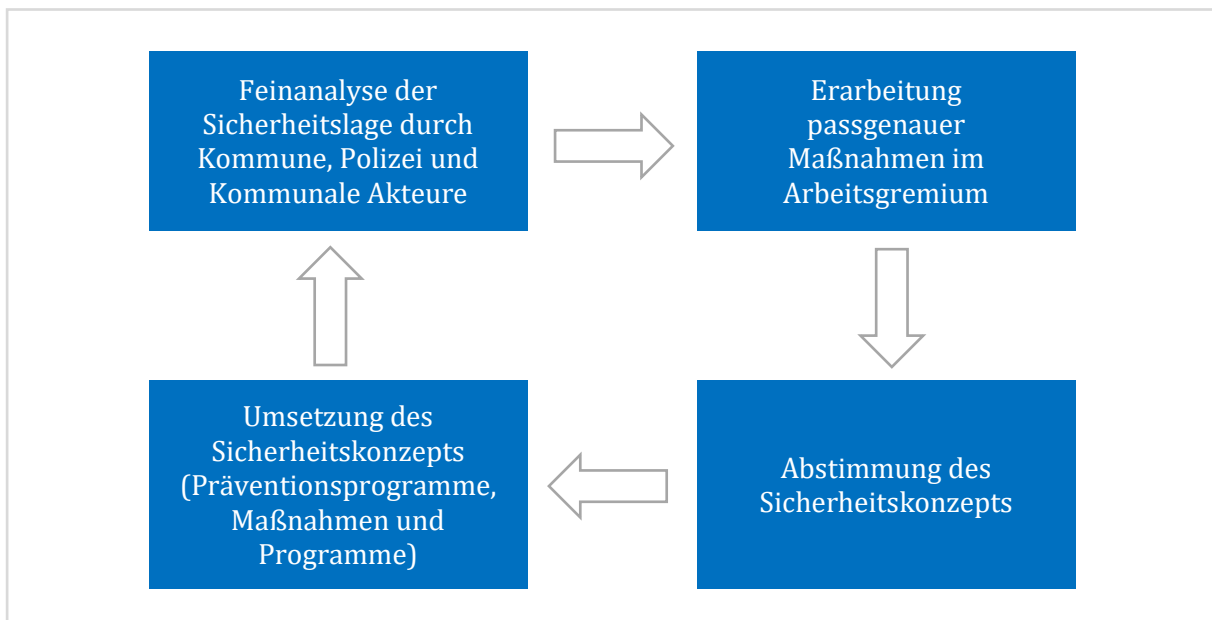 Feinanalyse der
Sicherheitslage durch
Kommune, Polizei und
Kommunale Akteure
Erarbeitung
passgenauer
Maßnahmen im
Arbeitsgremium
Umsetzung des
Sicherheitskonzepts
(Präventionsprogramme,
Maßnahmen und
Programme)
Abstimmung des
Sicherheitskonzepts